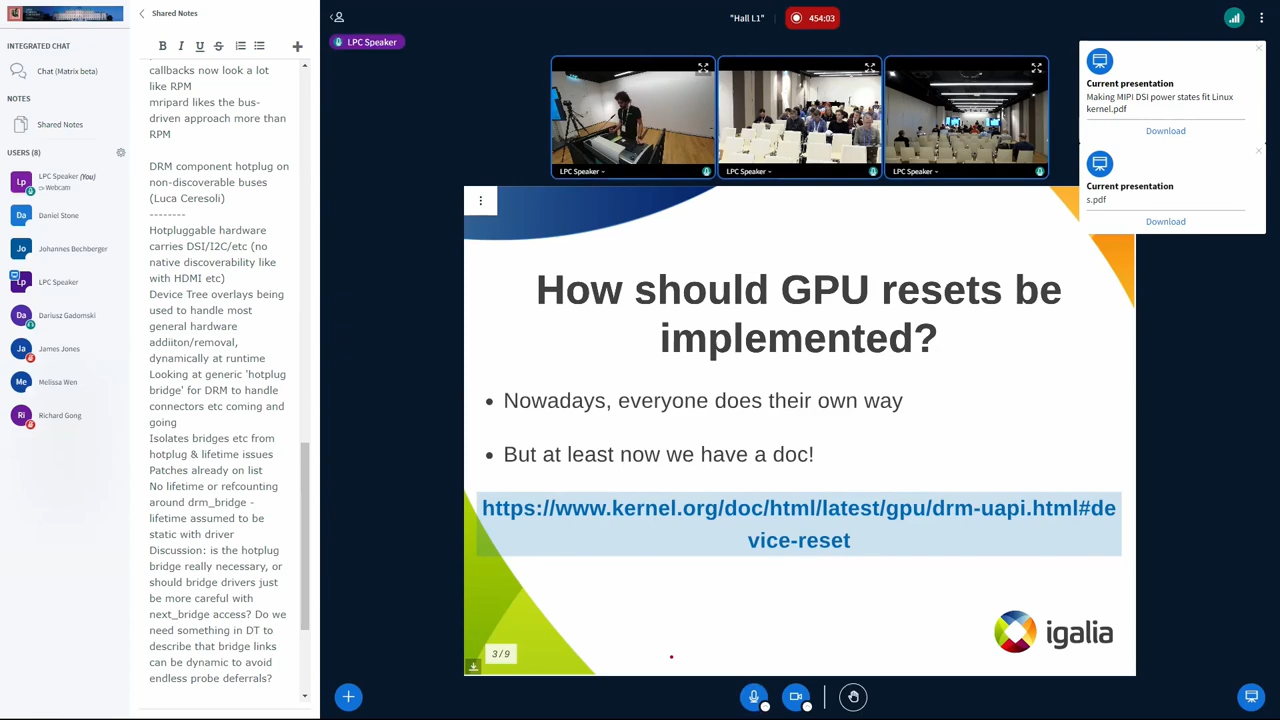 Shared Notes
"Hall L1"
454:03
LPC Speaker
INTEGRATED CHAT
Chat (Matrix beta)
NOTES
Shared Notes
USERS (8)
Lp
LPC Speaker (You)
Webcam
Da
Daniel Stone
Jo
Johannes Bechberger
Lp
LPC Speaker
Da
Dariusz Gadomski
Ja
James Jones
Me
Melissa Wen
Ri
Richard Gong
B I U S
callbacks now look a lot
like RPM
mripard likes the bus-
driven approach more than
RPM
DRM component hotplug on
non-discoverable buses
(Luca Ceresoli)
--------
Hotpluggable hardware
carries DSI/I2C/etc (no
native discoverability like
with HDMI etc)
Device Tree overlays being
used to handle most
general hardware
addiiton/removal,
dynamically at runtime
Looking at generic 'hotplug
bridge' for DRM to handle
connectors etc coming and
going
Isolates bridges etc from
hotplug & lifetime issues
Patches already on list
No lifetime or refcounting
around drm_bridge -
lifetime assumed to be
static with driver
Discussion: is the hotplug
bridge really necessary, or
should bridge drivers just
be more careful with
next_bridge access? Do we
need something in DT to
describe that bridge links
can be dynamic to avoid
endless probe deferrals?
LPC Speaker
LPC Speaker
LPC Speaker
Current presentation
Making MIPI DSI power states fit Linux
kernel.pdf
Download
Current presentation
s.pdf
Download
How should GPU resets be
implemented?
• Nowadays, everyone does their own way
• But at least now we have a doc!
https://www.kernel.org/doc/html/latest/gpu/drm-uapi.html#de
vice-reset
igalia
3 / 9